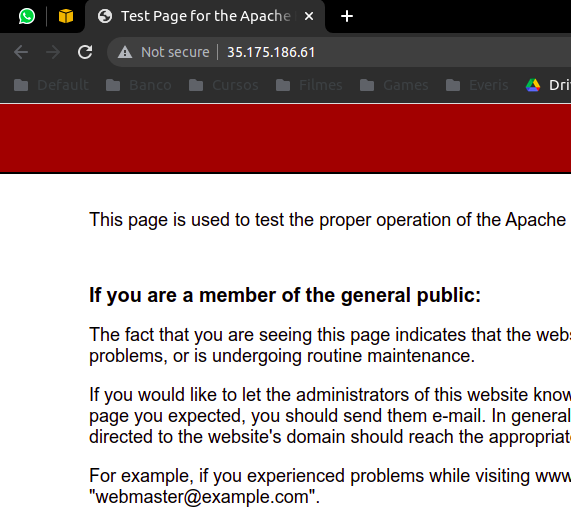 Test Page for the Apache
Not secure | 35.175.186.61
Default Banco Cursos Filmes Games Everis Dri
This page is used to test the proper operation of the Apache
If you are a member of the general public:
The fact that you are seeing this page indicates that the webs
problems, or is undergoing routine maintenance.
If you would like to let the administrators of this website know
page you expected, you should send them e-mail. In general
directed to the website's domain should reach the appropriat
For example, if you experienced problems while visiting www
"webmaster@example.com".